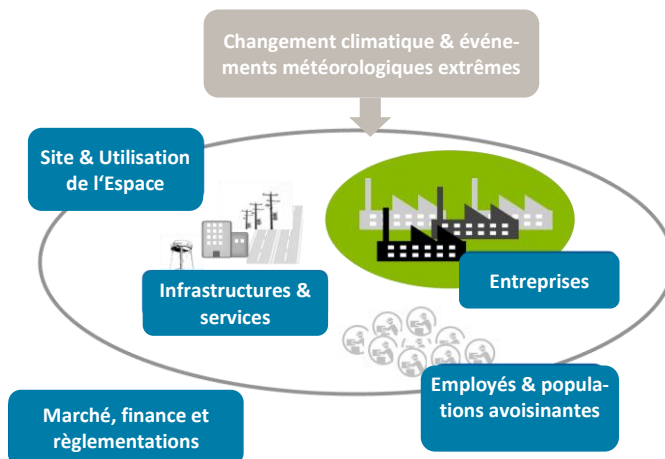 Changement climatique & événe-
ments météorologiques extrêmes
Site & Utilisation
de l‘Espace
Infrastructures &
services
Entreprises
Employés & popula-
tions avoisinantes
Marché, finance et
règlementations